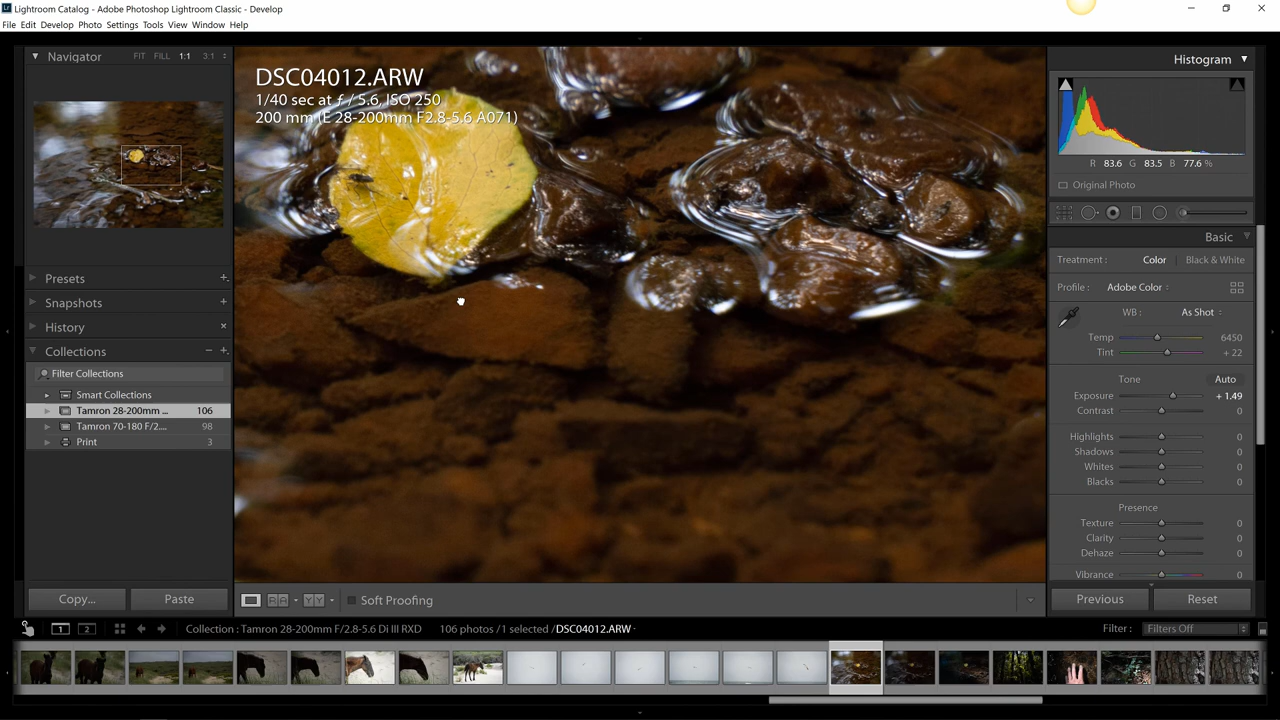 Lightroom Catalog - Adobe Photoshop Lightroom Classic - Develop
File Edit Develop Photo Settings Tools View Window Help
Navigator FIT FILL 1:1 3:1
DSC04012.ARW
1/40 sec at ƒ / 5.6, ISO 250
200 mm (E 28-200mm F2.8-5.6 A071)
Histogram
R 83.6 G 83.5 B 77.6 %
Original Photo
Basic
Treatment : Color Black & White
Profile : Adobe Color
WB : As Shot
Temp 6450
Tint + 22
Tone Auto
Exposure + 1.49
Contrast 0
Highlights 0
Shadows 0
Whites 0
Blacks 0
Presence
Texture 0
Clarity 0
Dehaze 0
Vibrance 0
Previous Reset
Presets +
Snapshots +
History ×
Collections − +
Filter Collections
Smart Collections
Tamron 28-200mm ... 106
Tamron 70-180 F/2.... 98
Print 3
Copy... Paste
Soft Proofing
1 2 Collection : Tamron 28-200mm F/2.8-5.6 Di III RXD 106 photos / 1 selected / DSC04012.ARW
Filter : Filters Off